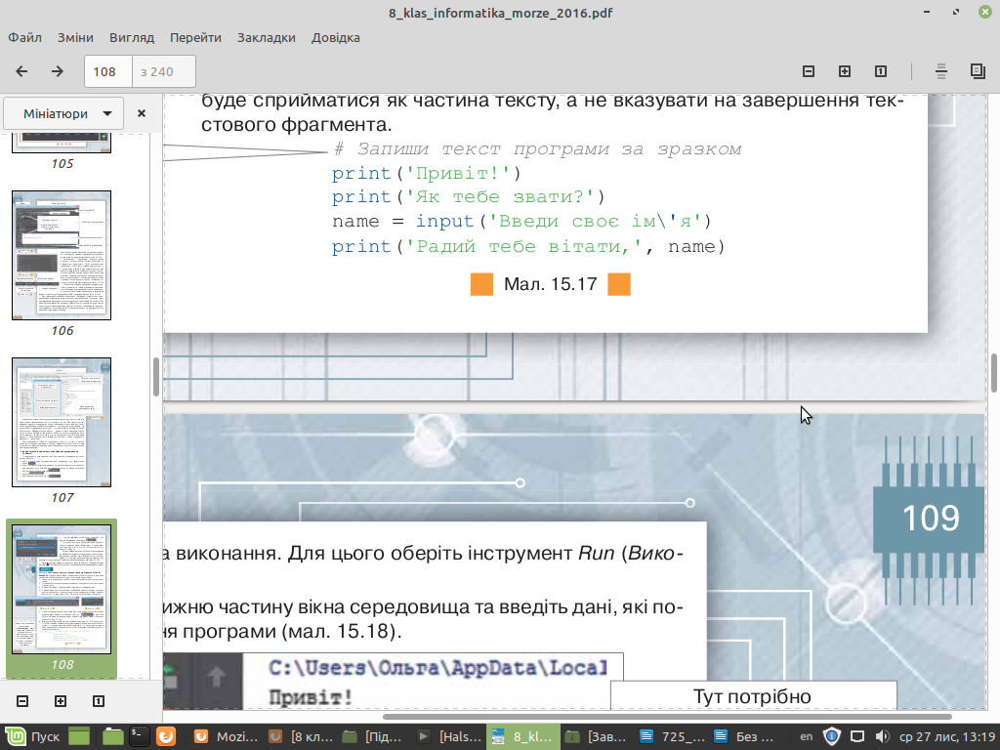 8_klas_informatika_morze_2016.pdf
Файл Зміни Вигляд Перейти Закладки Довідка
108 з 240
Мініатюри
105
106
107
108
буде сприйматися як частина тексту, а не вказувати на завершення тек-
стового фрагмента.
# Запиши текст програми за зразком
print('Привіт!')
print('Як тебе звати?')
name = input('Введи своє ім\'я')
print('Радий тебе вітати,', name)
Мал. 15.17
109
а виконання. Для цього оберіть інструмент Run (Вико-
ижню частину вікна середовища та введіть дані, які по-
ня програми (мал. 15.18).
C:\Users\Ольга\AppData\Local
Привіт!
Тут потрібно
Пуск Mozi... [8 кл... [Під... [Hals... 8_kl... [Зав... 725_... Без ... en ср 27 лис, 13:19